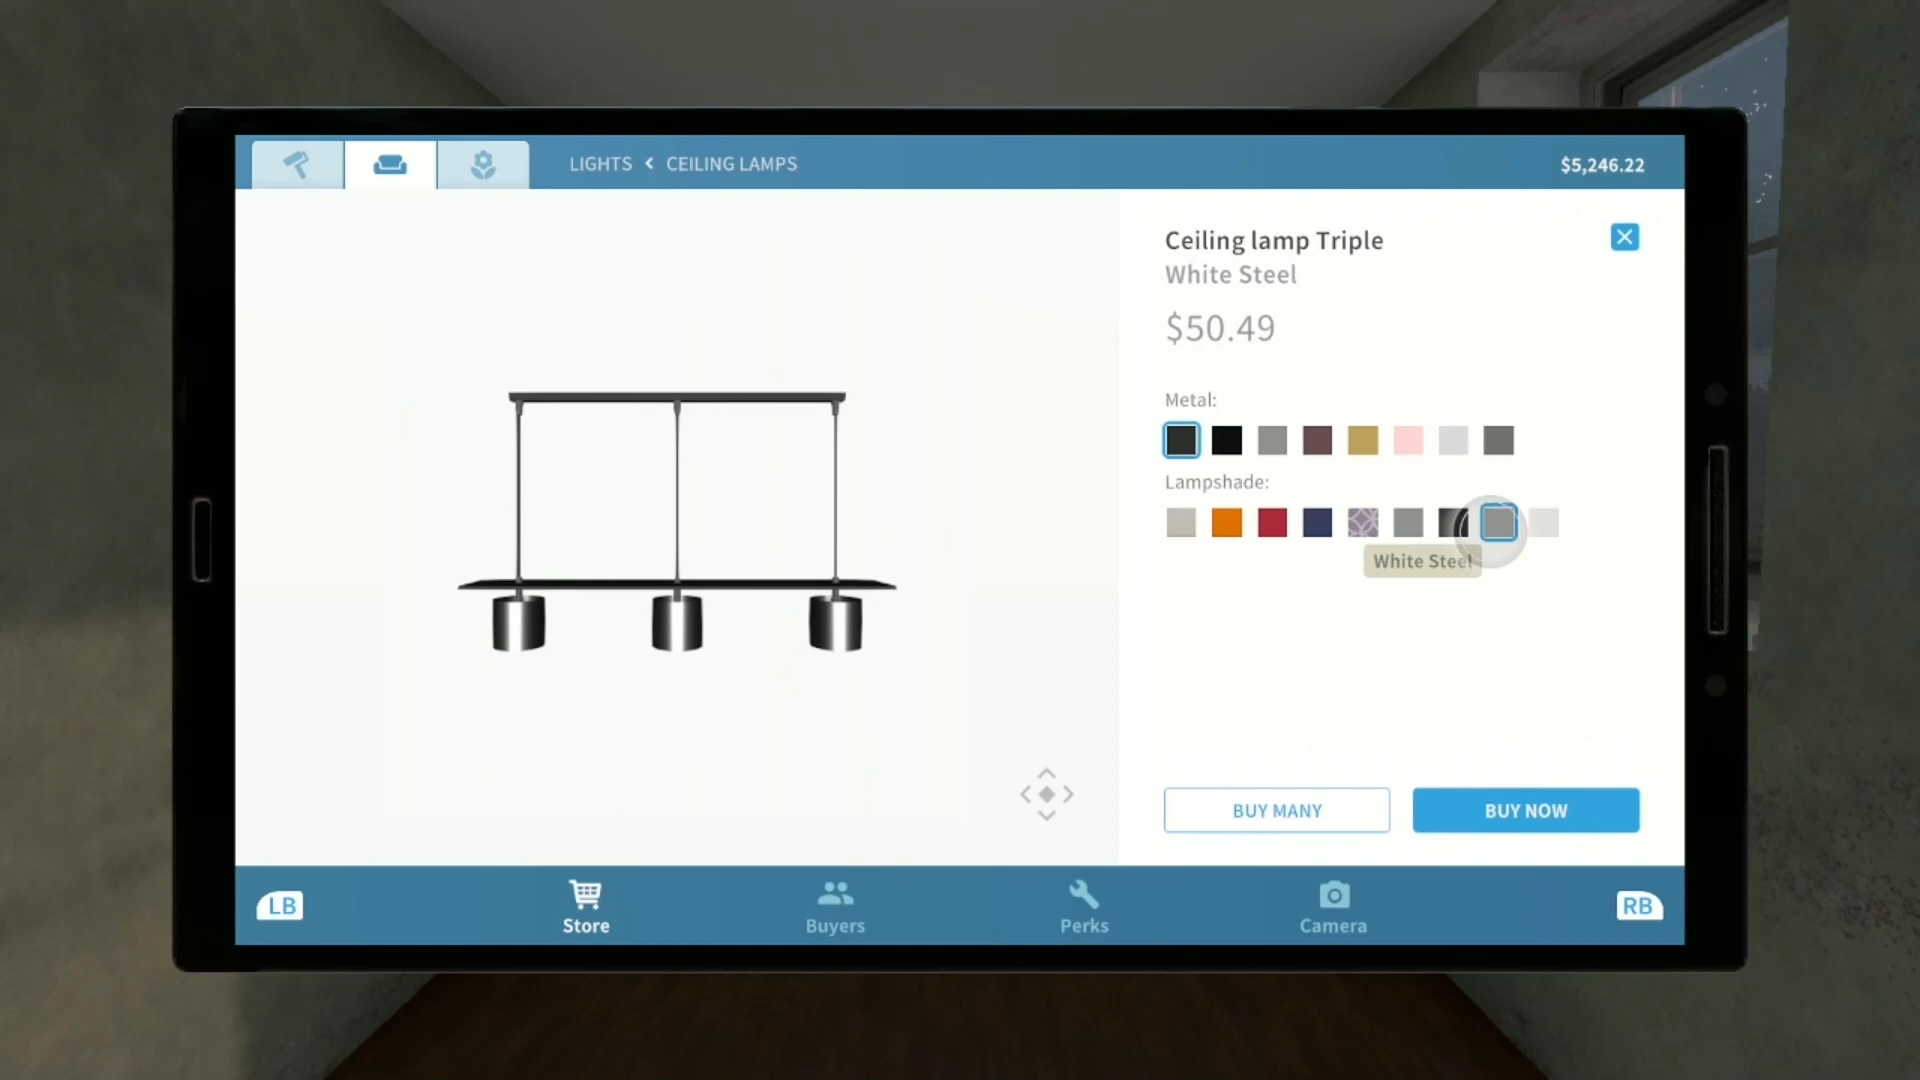 LIGHTS < CEILING LAMPS
$5,246.22
Ceiling lamp Triple
White Steel
$50.49
Metal:
Lampshade:
White Steel
BUY MANY
BUY NOW
LB
Store
Buyers
Perks
Camera
RB